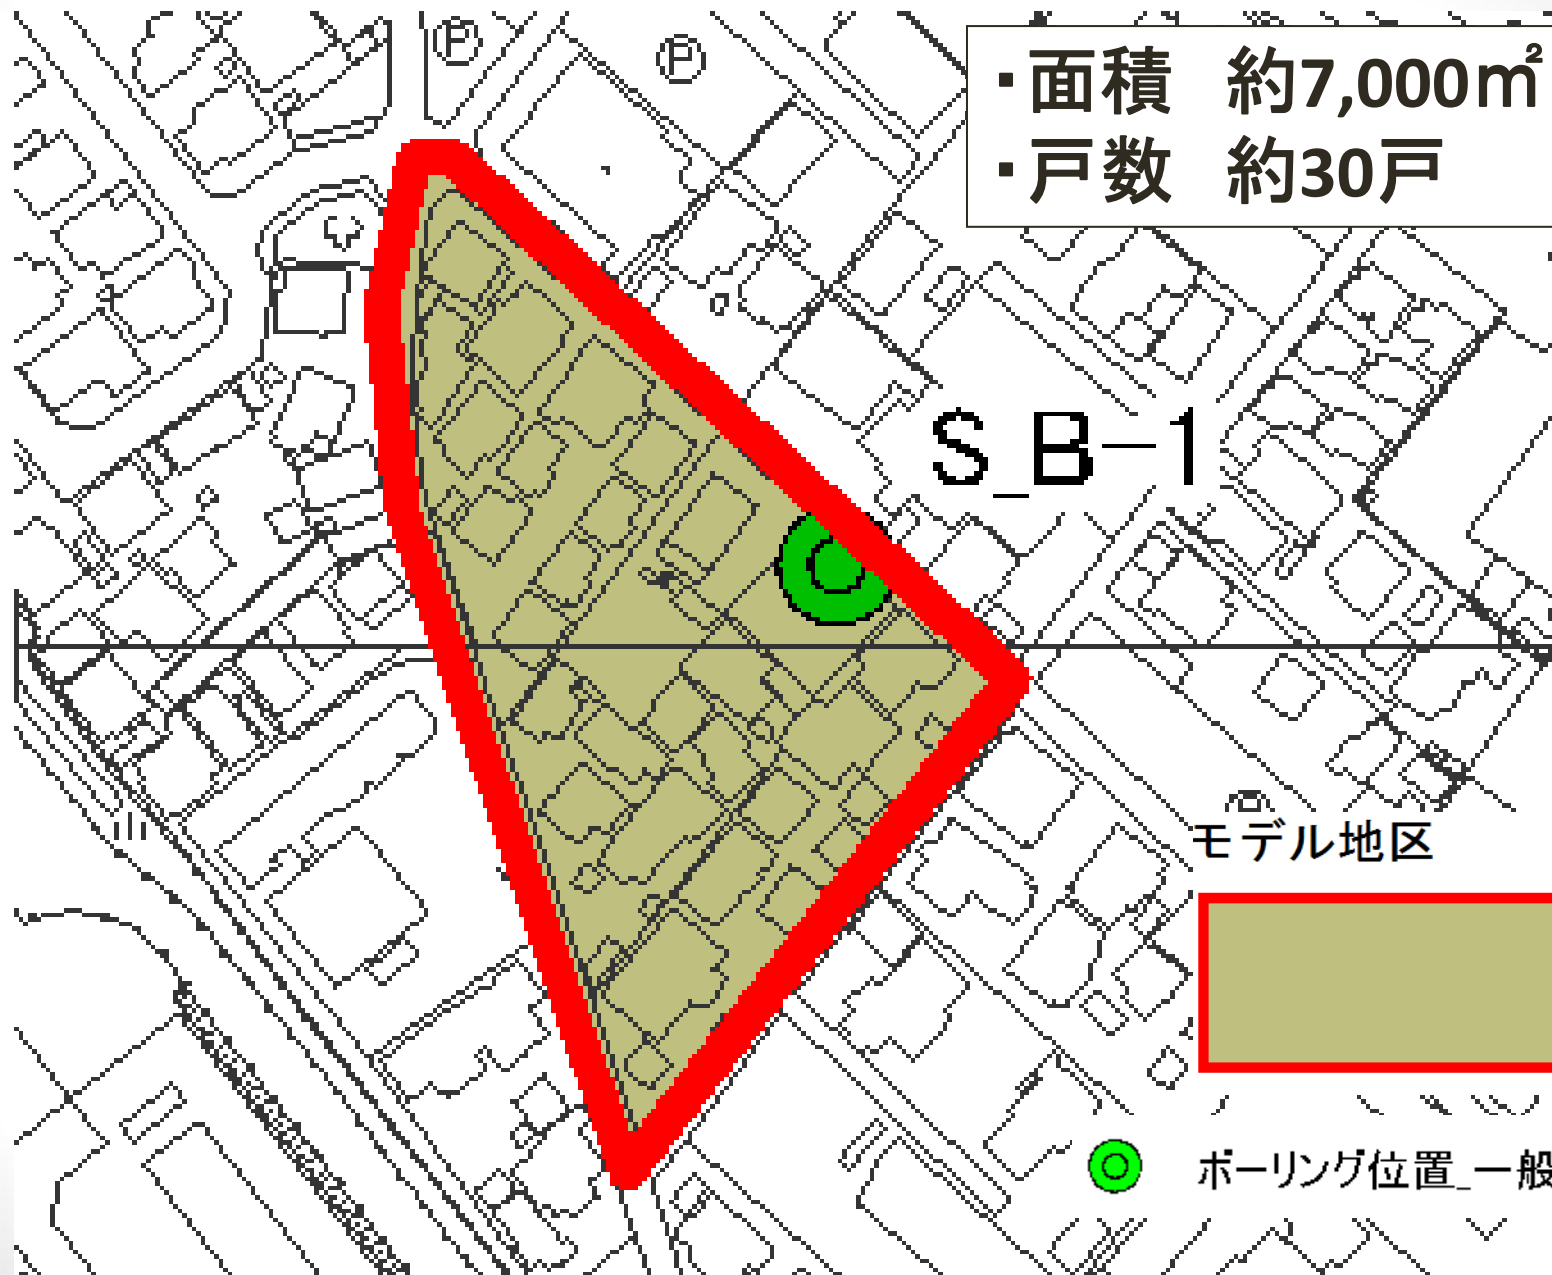 Ⓟ
Ⓟ
・面積　約7,000㎡
・戸数　約30戸
S_B-1
モデル地区
ボーリング位置_一般